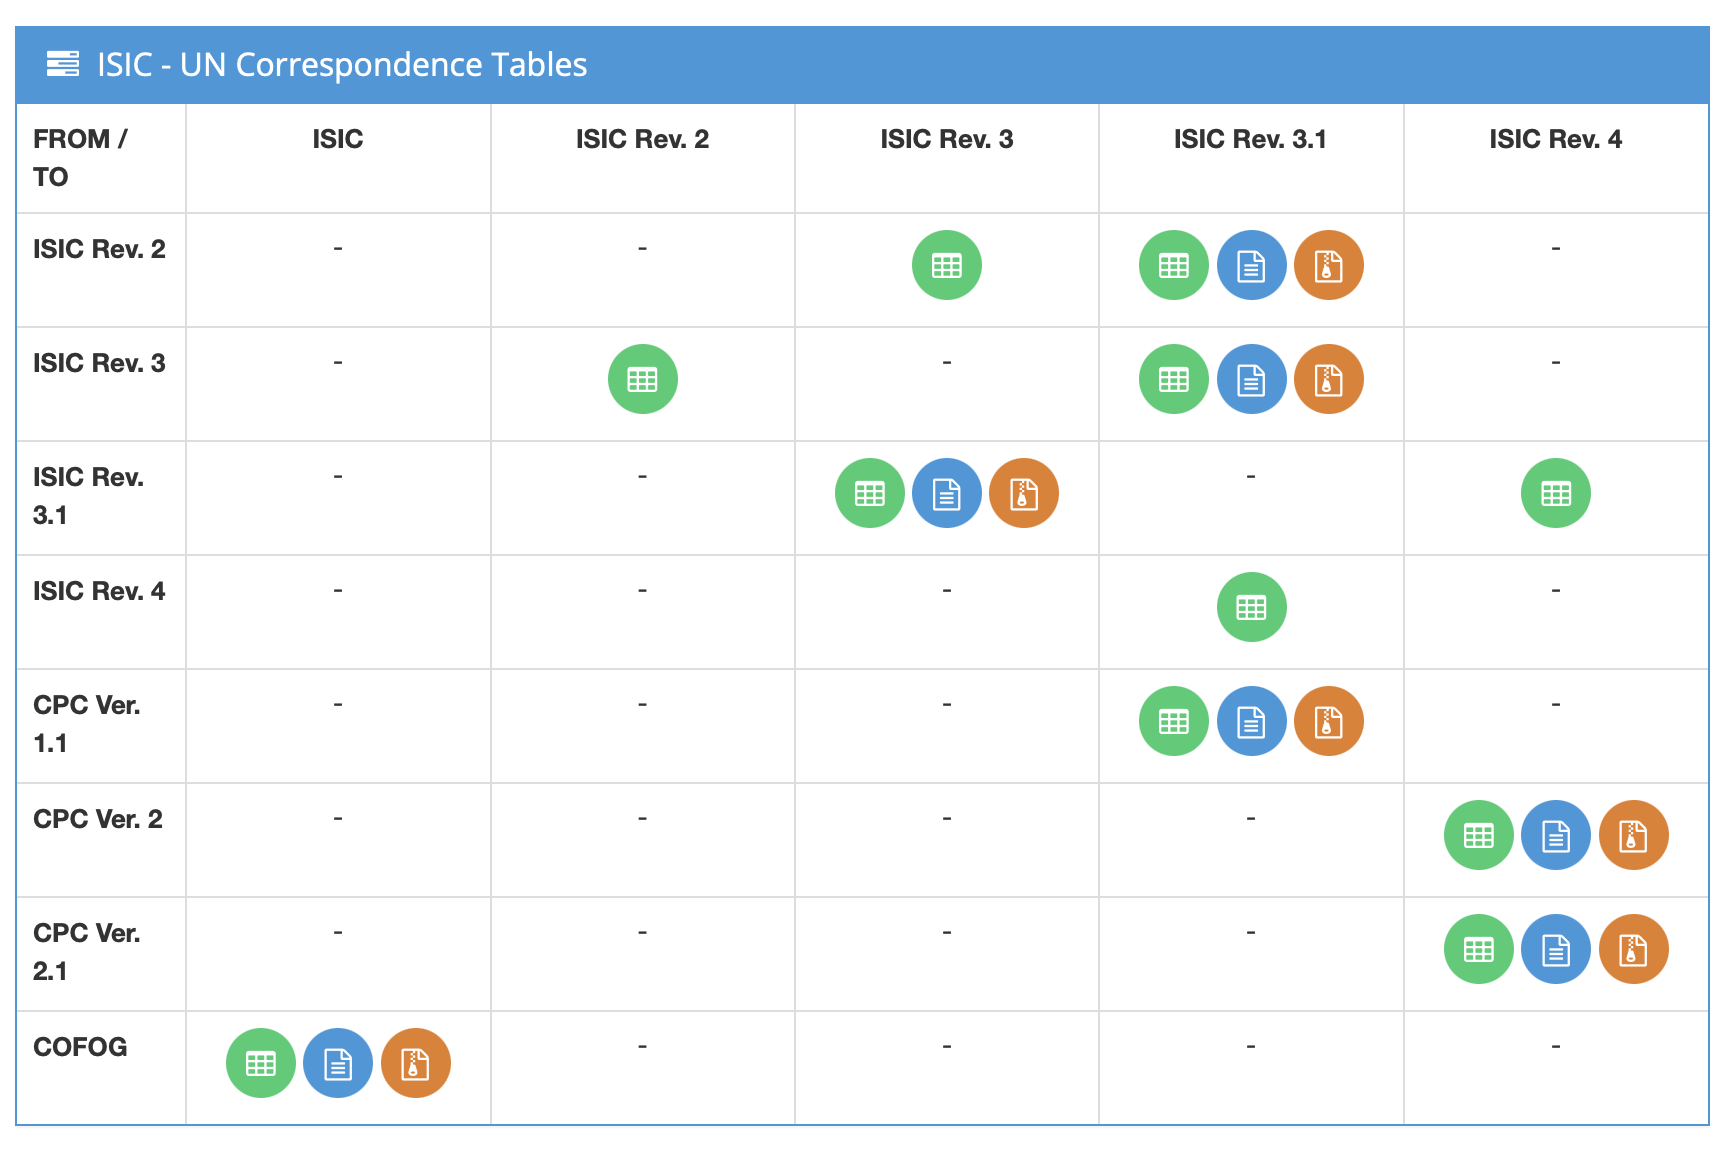 ISIC - UN Correspondence Tables
FROM / TO ISIC ISIC Rev. 2 ISIC Rev. 3 ISIC Rev. 3.1 ISIC Rev. 4
ISIC Rev. 2 - - -
ISIC Rev. 3 - - -
ISIC Rev. 3.1 - - -
ISIC Rev. 4 - - - -
CPC Ver. 1.1 - - - -
CPC Ver. 2 - - - -
CPC Ver. 2.1 - - - -
COFOG - - - -